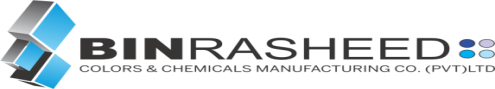 BINRASHEED
COLORS & CHEMICALS MANUFACTURING CO. (PVT)LTD